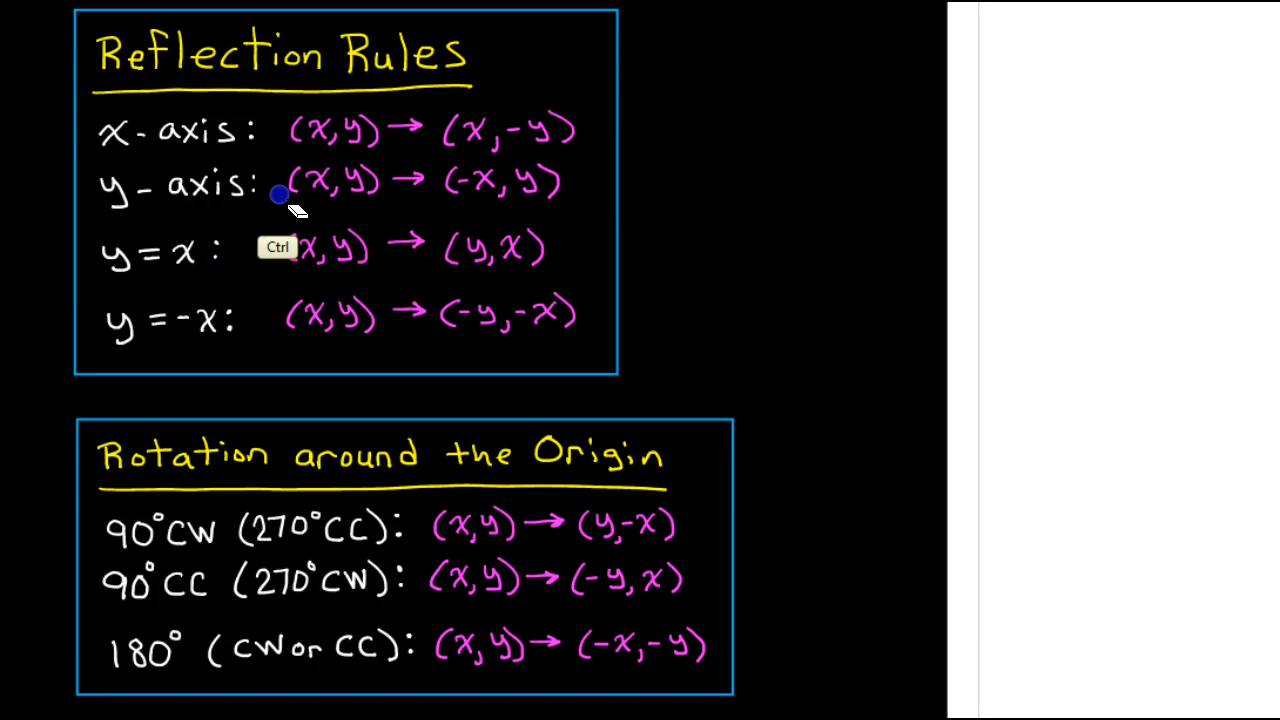 Reflection Rules
x-axis: (x,y) → (x,-y)
y-axis: (x,y) → (-x,y)
y=x: (x,y) → (y,x)
Ctrl
y=-x: (x,y) → (-y,-x)
Rotation around the Origin
90°CW (270°CC): (x,y) → (y,-x)
90°CC (270°CW): (x,y) → (-y,x)
180° (CW or CC): (x,y) → (-x,-y)